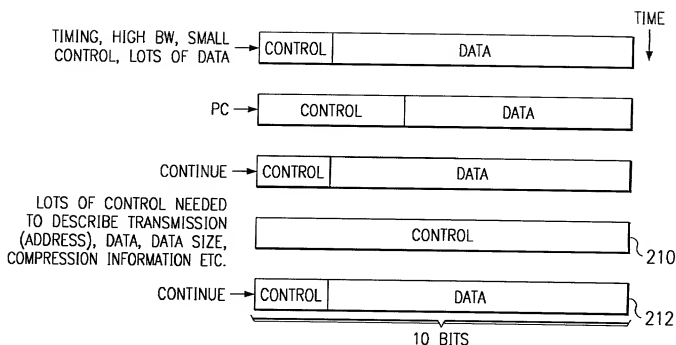 TIME
TIMING, HIGH BW, SMALL
CONTROL, LOTS OF DATA
CONTROL
DATA
PC
CONTROL
DATA
CONTINUE
CONTROL
DATA
LOTS OF CONTROL NEEDED
TO DESCRIBE TRANSMISSION
(ADDRESS), DATA, DATA SIZE,
COMPRESSION INFORMATION ETC.
CONTROL
210
CONTINUE
CONTROL
DATA
212
10 BITS